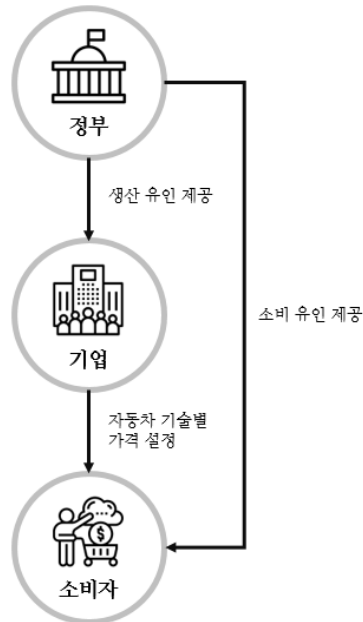 정부
생산 유인 제공
소비 유인 제공
기업
자동차 기술별
가격 설정
$
소비자